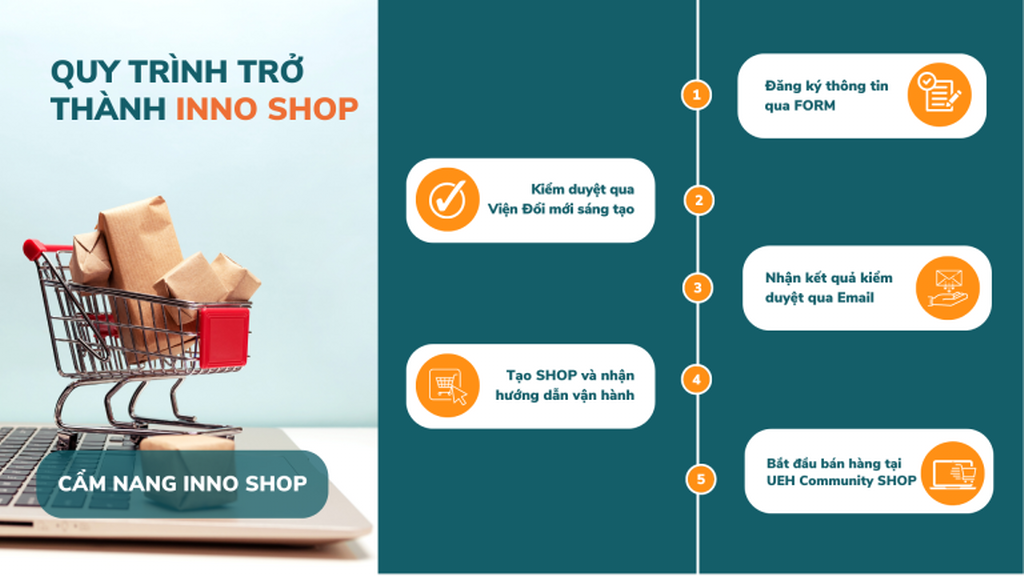 QUY TRÌNH TRỞ
THÀNH INNO SHOP
CẨM NANG INNO SHOP
1
Đăng ký thông tin
qua FORM
2
Kiểm duyệt qua
Viện Đổi mới sáng tạo
3
Nhận kết quả kiểm
duyệt qua Email
4
Tạo SHOP và nhận
hướng dẫn vận hành
5
Bắt đầu bán hàng tại
UEH Community SHOP